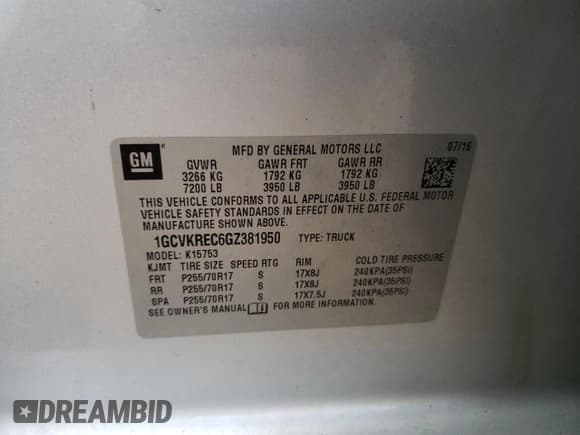 GM
MFD BY GENERAL MOTORS LLC 07/16
GVWR GAWR FRT GAWR RR
3266 KG 1792 KG 1792 KG
7200 LB 3950 LB 3950 LB
THIS VEHICLE CONFORMS TO ALL APPLICABLE U.S. FEDERAL MOTOR
VEHICLE SAFETY STANDARDS IN EFFECT ON THE DATE OF
MANUFACTURE SHOWN ABOVE.
1GCVKREC6GZ381950 TYPE: TRUCK
MODEL: K15753
KJMT TIRE SIZE SPEED RTG RIM COLD TIRE PRESSURE
FRT P255/70R17 S 17X8J 240KPA(35PSI)
RR P255/70R17 S 17X8J 240KPA(35PSI)
SPA P255/70R17 S 17X7.5J 240KPA(35PSI)
SEE OWNER'S MANUAL FOR MORE INFORMATION.
DREAMBID